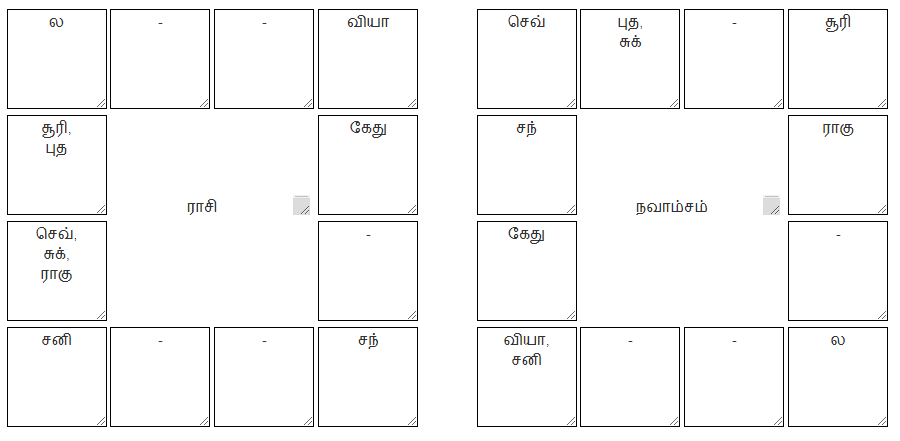 ல - - வியா
சூரி,
புத
கேது
ராசி
செவ்,
சுக்,
ராகு
-
சனி - - சந்
செவ் புத,
சுக்
- சூரி
சந் ராகு
நவாம்சம்
கேது -
வியா,
சனி
- - ல